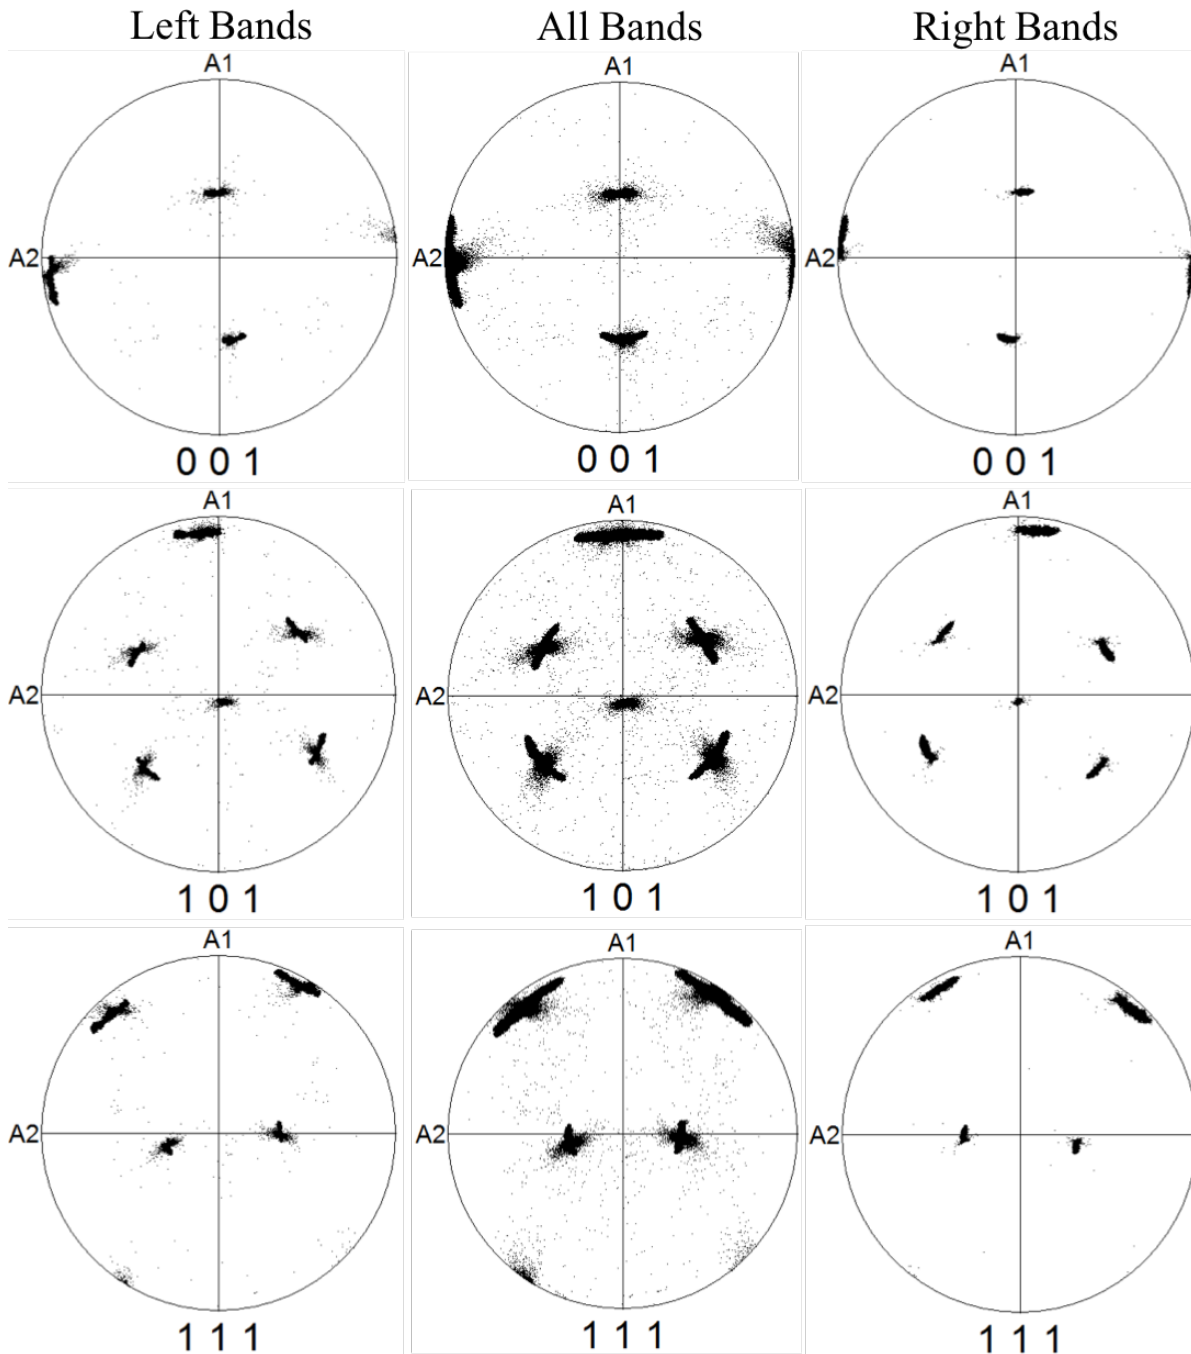 Left Bands All Bands Right Bands
A1 A1 A1
A2 A2 A2
0 0 1 0 0 1 0 0 1
A1 A1 A1
A2 A2 A2
1 0 1 1 0 1 1 0 1
A1 A1 A1
A2 A2 A2
1 1 1 1 1 1 1 1 1